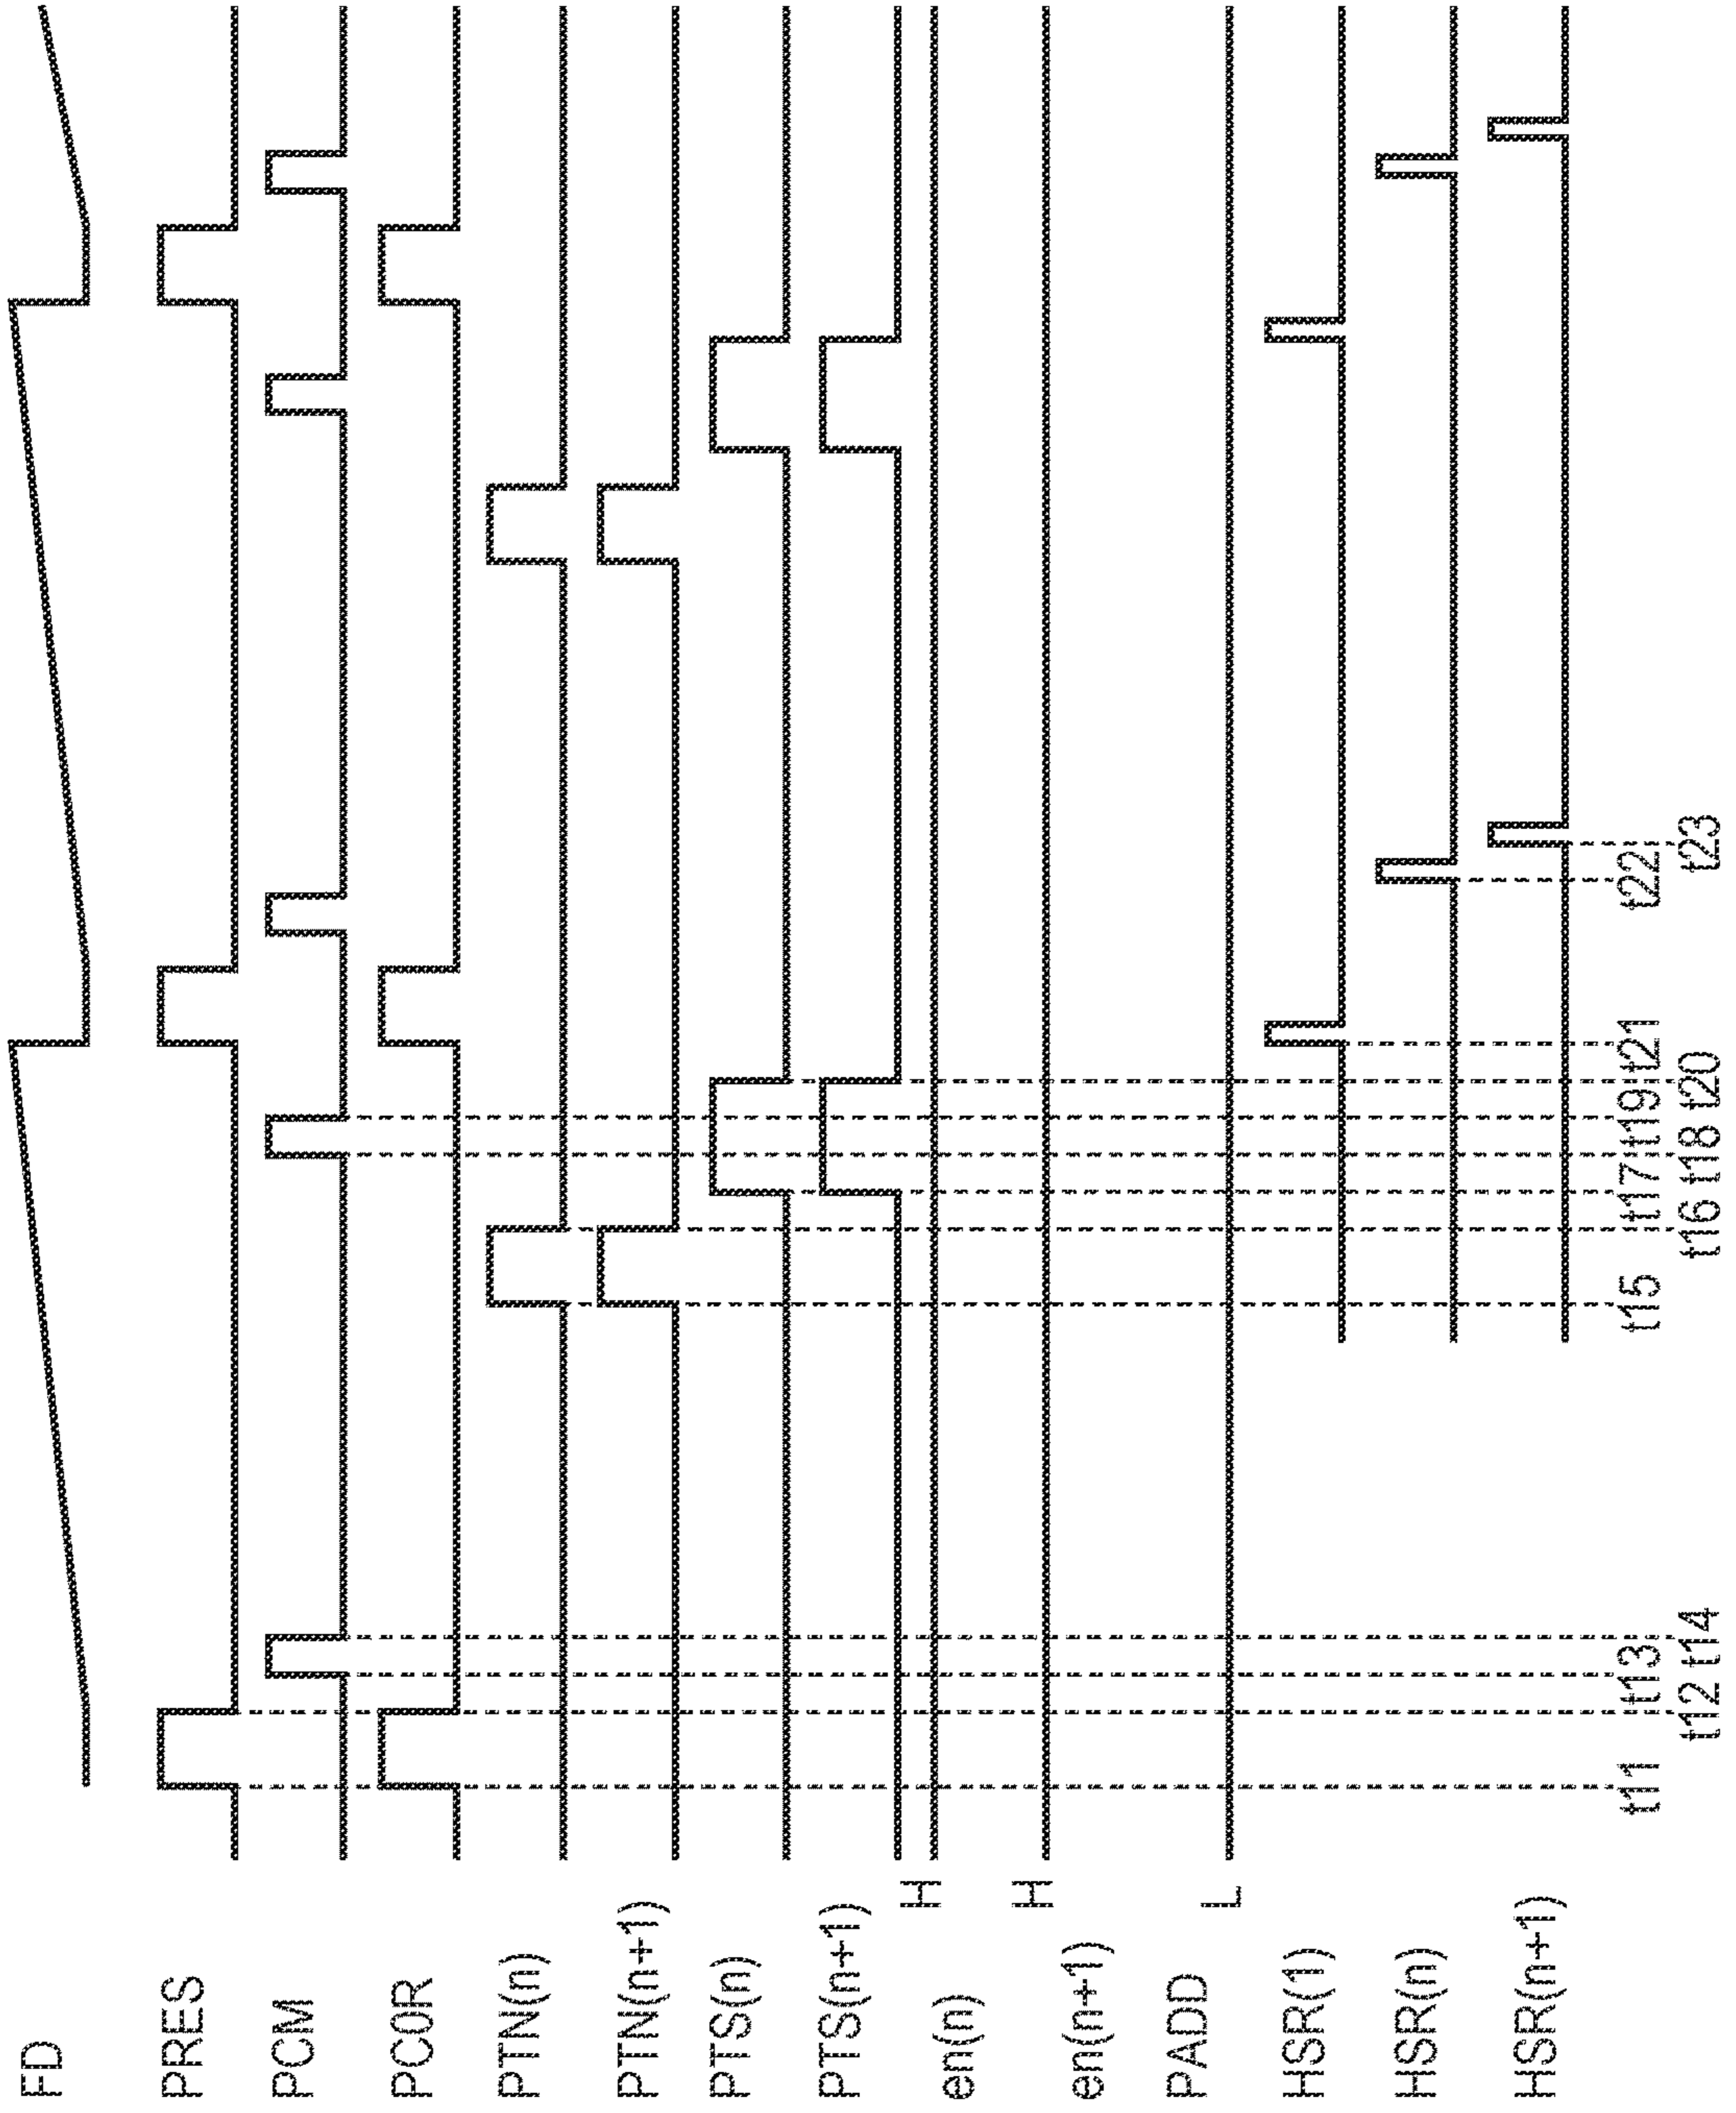 FD
PRES
PCM
PC0R
PTN(n)
PTN(n+1)
PTS(n)
PTS(n+1)
en(n) H
en(n+1) H
PADD L
HSR(1)
HSR(n)
HSR(n+1)
t11 t13 t15 t17 t19 t21 t22
t12 t14 t16 t18 t20 t23